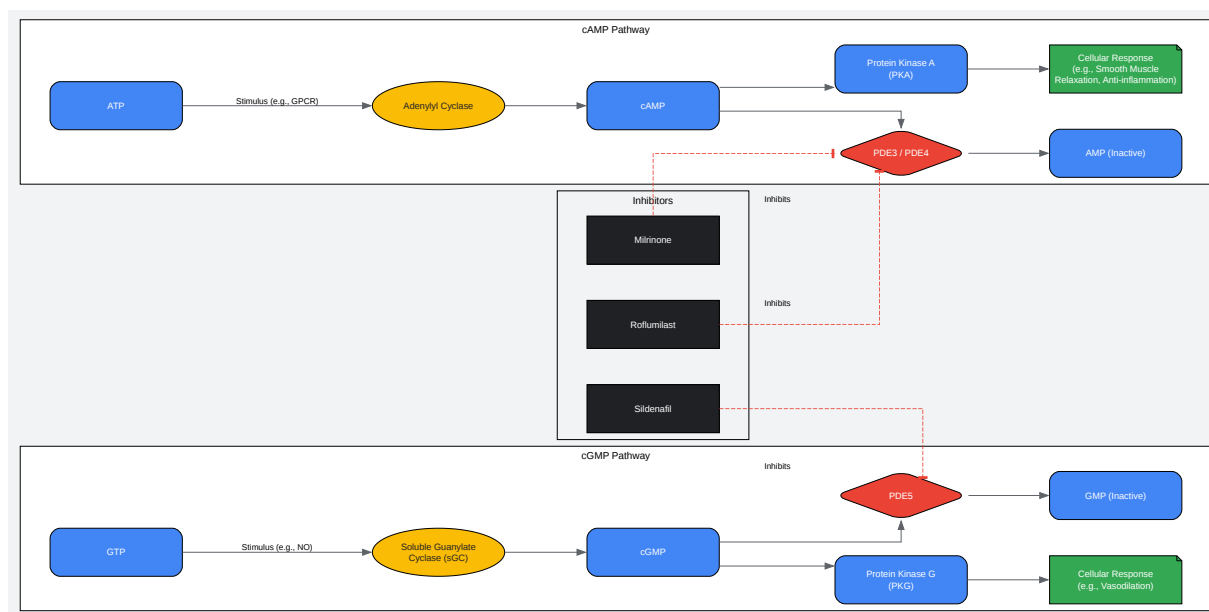 cAMP Pathway
ATP
Stimulus (e.g., GPCR)
Adenylyl Cyclase
cAMP
Protein Kinase A
(PKA)
Cellular Response
(e.g., Smooth Muscle
Relaxation, Anti-inflammation)
PDE3 / PDE4
AMP (Inactive)
Inhibitors
Inhibits
Milrinone
Inhibits
Roflumilast
Sildenafil
cGMP Pathway
Inhibits
PDE5
GMP (Inactive)
GTP
Stimulus (e.g., NO)
Soluble Guanylate
Cyclase (sGC)
cGMP
Protein Kinase G
(PKG)
Cellular Response
(e.g., Vasodilation)